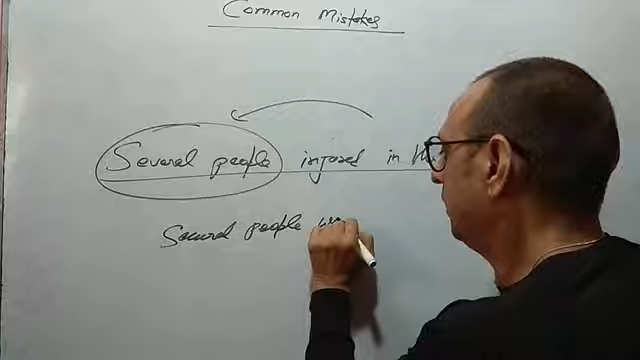 Common Mistakes
Several people injured in
Several people